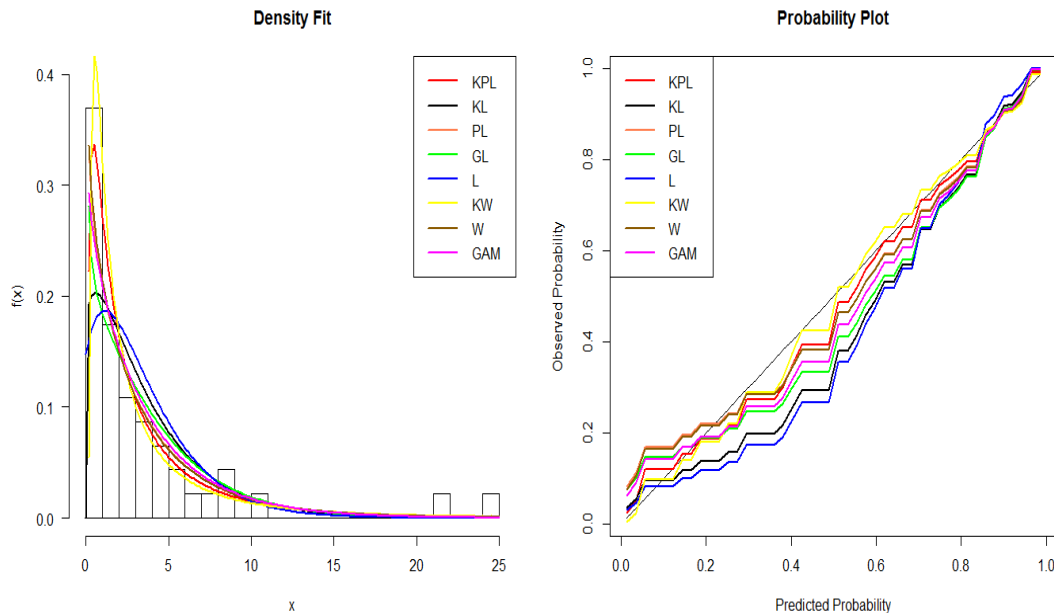 Density Fit
f(x)
0.4
0.3
0.2
0.1
0.0
0
5
10
15
20
25
x
KPL
KL
PL
GL
L
KW
W
GAM
Probability Plot
Observed Probability
1.0
0.8
0.6
0.4
0.2
0.0
0.0
0.2
0.4
0.6
0.8
1.0
Predicted Probability
KPL
KL
PL
GL
L
KW
W
GAM